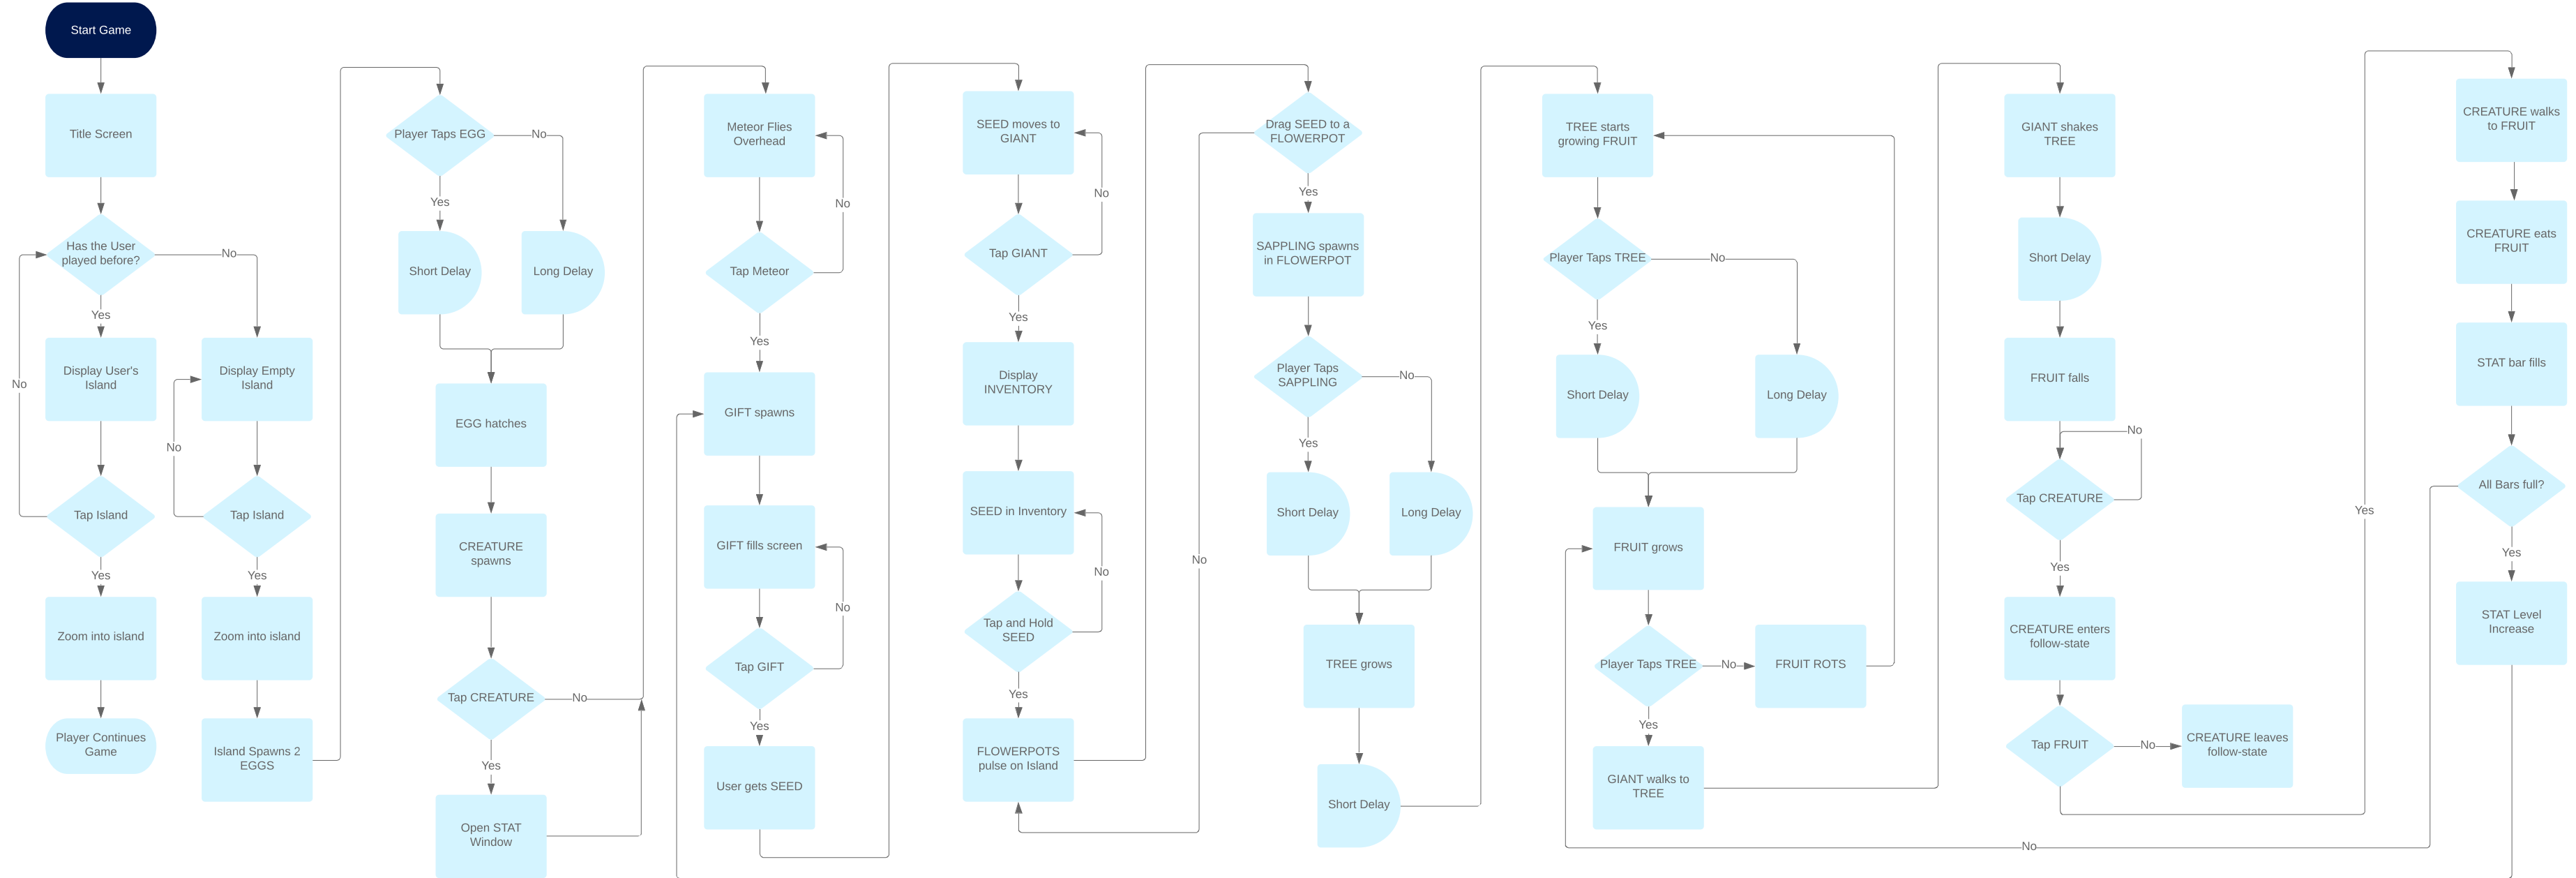 Start Game
Title Screen
Has the User
played before?
No
Yes
Display User's
Island
Display Empty
Island
No
No
Tap Island
Tap Island
Yes
Yes
Zoom into island
Zoom into island
Player Continues
Game
Island Spawns 2
EGGS
Player Taps EGG
No
Yes
Short Delay
Long Delay
EGG hatches
CREATURE
spawns
Tap CREATURE
No
Yes
Open STAT
Window
Meteor Flies
Overhead
No
Tap Meteor
Yes
GIFT spawns
GIFT fills screen
No
Tap GIFT
Yes
User gets SEED
SEED moves to
GIANT
No
Tap GIANT
Yes
Display
INVENTORY
SEED in Inventory
No
Tap and Hold
SEED
Yes
FLOWERPOTS
pulse on Island
Drag SEED to a
FLOWERPOT
Yes
No
SAPPLING spawns
in FLOWERPOT
Player Taps
SAPPLING
No
Yes
Short Delay
Long Delay
TREE grows
Short Delay
TREE starts
growing FRUIT
Player Taps TREE
No
Yes
Short Delay
Long Delay
FRUIT grows
Player Taps TREE
No
FRUIT ROTS
Yes
GIANT walks to
TREE
GIANT shakes
TREE
Short Delay
FRUIT falls
No
Tap CREATURE
Yes
CREATURE enters
follow-state
Tap FRUIT
No
CREATURE leaves
follow-state
Yes
CREATURE walks
to FRUIT
CREATURE eats
FRUIT
STAT bar fills
All Bars full?
Yes
No
STAT Level
Increase